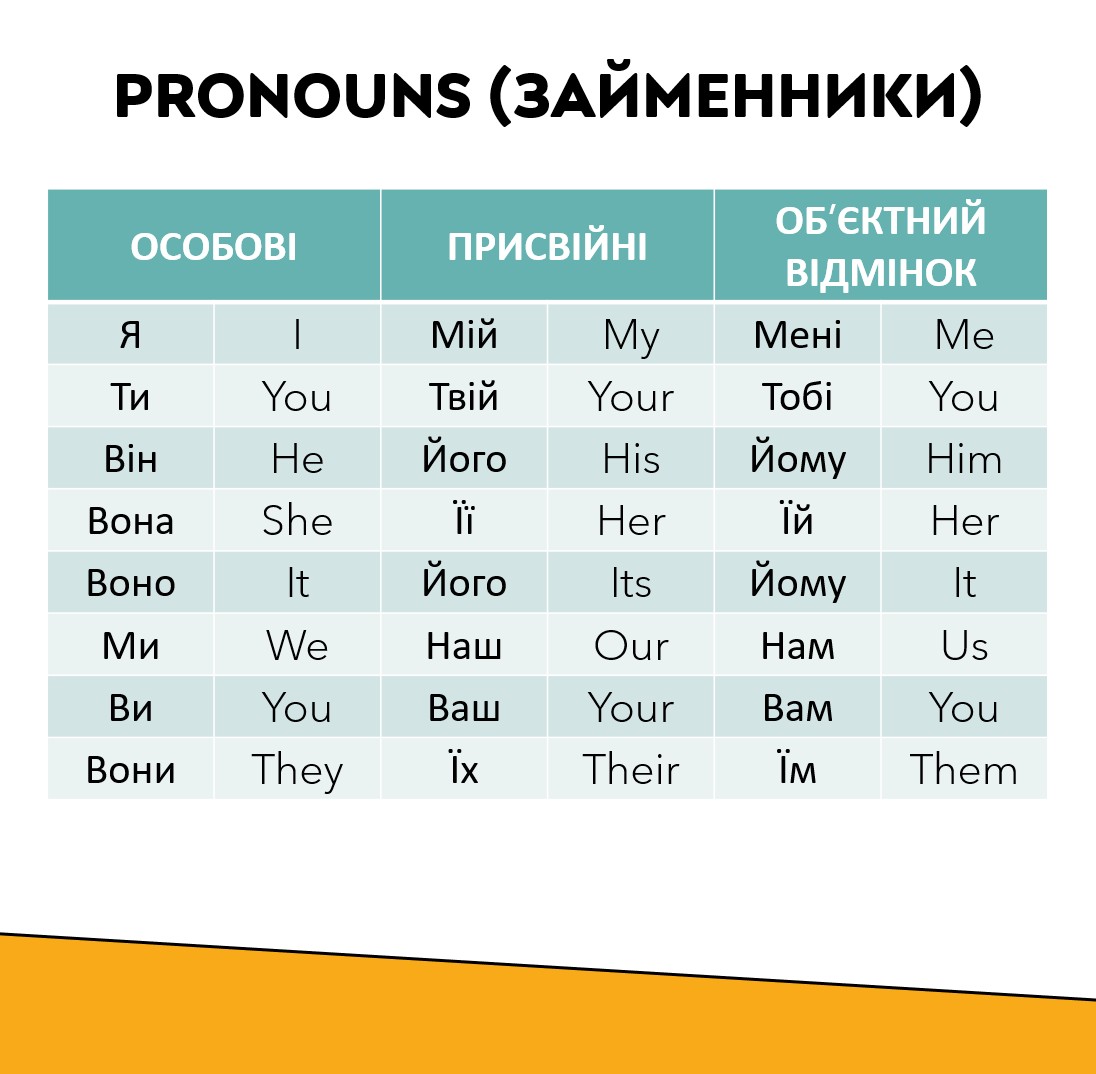 PRONOUNS (ЗАЙМЕННИКИ)
ОСОБОВІ ПРИСВІЙНІ ОБ’ЄКТНИЙ ВІДМІНОК
Я I Мій My Мені Me
Ти You Твій Your Тобі You
Він He Його His Йому Him
Вона She Її Her Їй Her
Воно It Його Its Йому It
Ми We Наш Our Нам Us
Ви You Ваш Your Вам You
Вони They Їх Their Їм Them